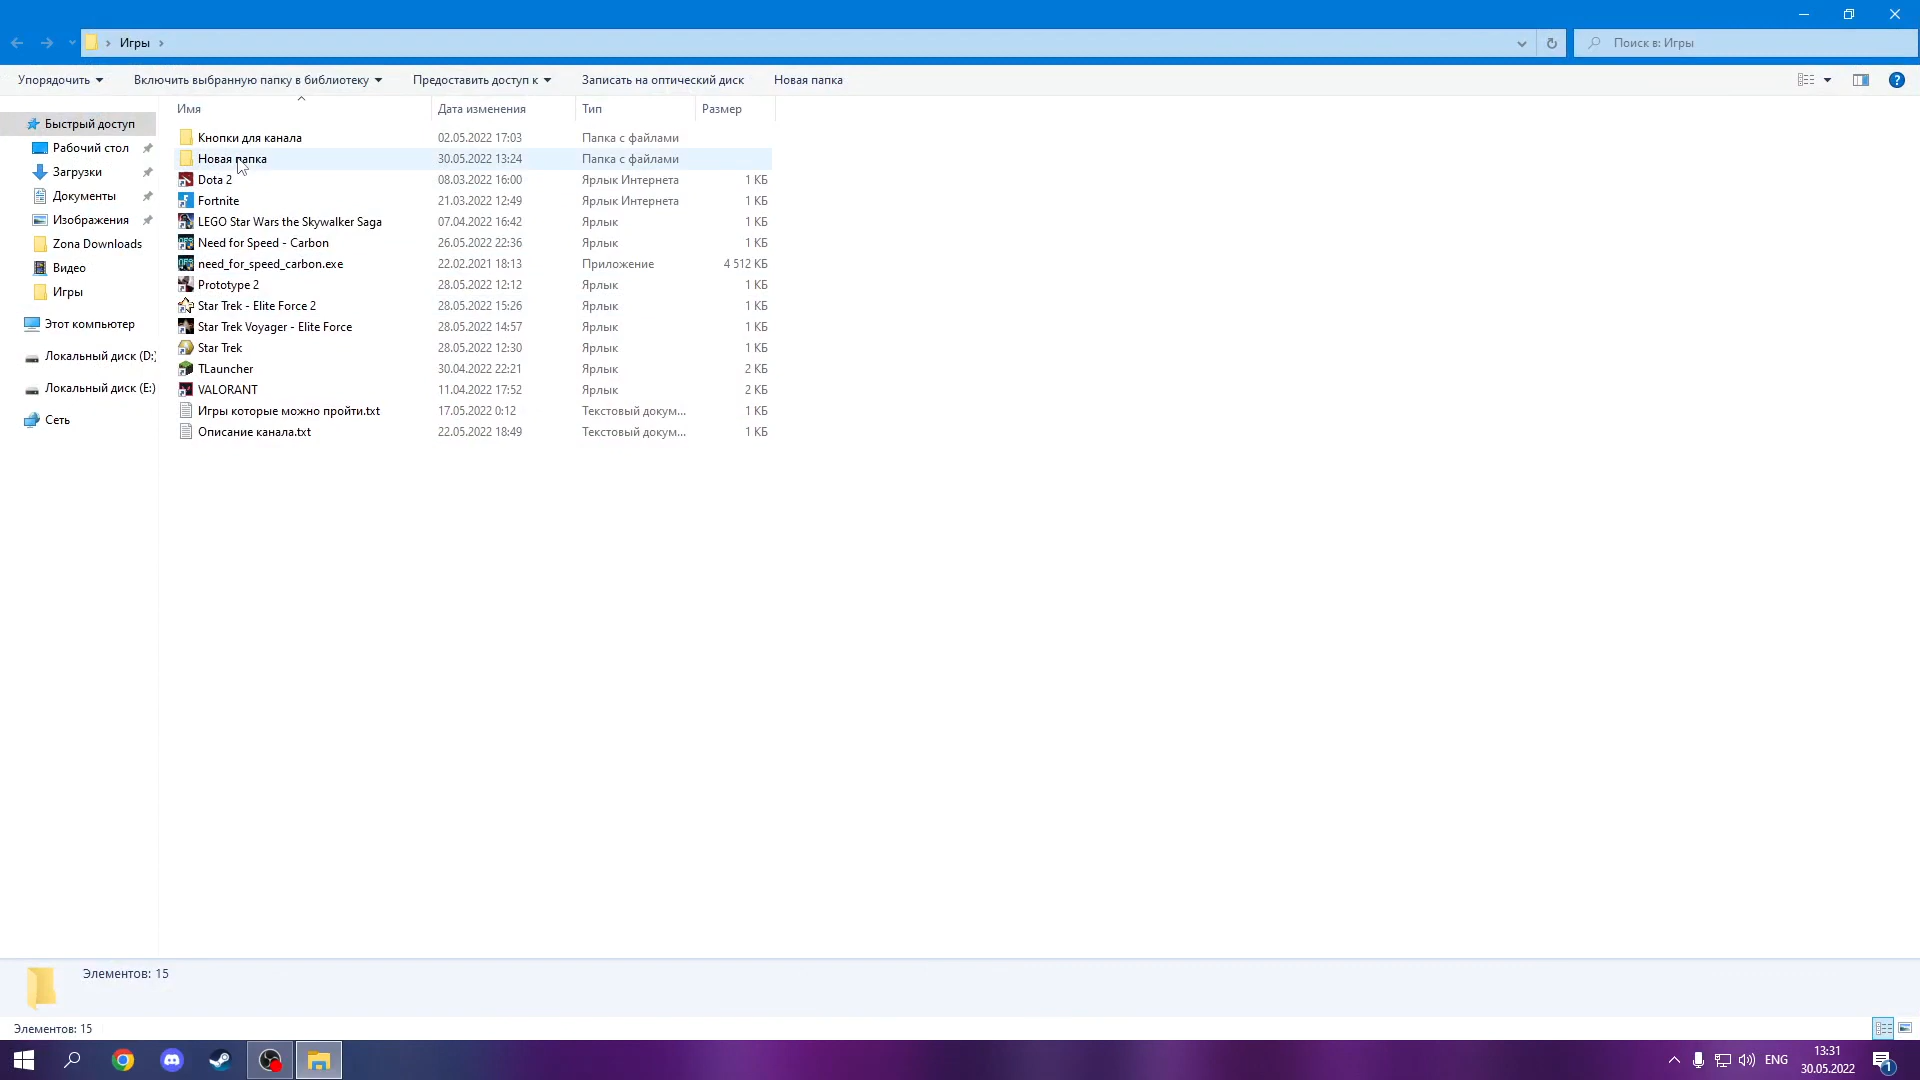 Игры
Поиск в: Игры
Упорядочить Включить выбранную папку в библиотеку Предоставить доступ к Записать на оптический диск Новая папка
Имя Дата изменения Тип Размер
Быстрый доступ
Рабочий стол
Загрузки
Документы
Изображения
Zona Downloads
Видео
Игры
Этот компьютер
Локальный диск (D:)
Локальный диск (E:)
Сеть
Кнопки для канала 02.05.2022 17:03 Папка с файлами
Новая папка 30.05.2022 13:24 Папка с файлами
Dota 2 08.03.2022 16:00 Ярлык Интернета 1 КБ
Fortnite 21.03.2022 12:49 Ярлык Интернета 1 КБ
LEGO Star Wars the Skywalker Saga 07.04.2022 16:42 Ярлык 1 КБ
Need for Speed - Carbon 26.05.2022 22:36 Ярлык 1 КБ
need_for_speed_carbon.exe 22.02.2021 18:13 Приложение 4 512 КБ
Prototype 2 28.05.2022 12:12 Ярлык 1 КБ
Star Trek - Elite Force 2 28.05.2022 15:26 Ярлык 1 КБ
Star Trek Voyager - Elite Force 28.05.2022 14:57 Ярлык 1 КБ
Star Trek 28.05.2022 12:30 Ярлык 1 КБ
TLauncher 30.04.2022 22:21 Ярлык 2 КБ
VALORANT 11.04.2022 17:52 Ярлык 2 КБ
Игры которые можно пройти.txt 17.05.2022 0:12 Текстовый докум... 1 КБ
Описание канала.txt 22.05.2022 18:49 Текстовый докум... 1 КБ
Элементов: 15
Элементов: 15
ENG
13:31
30.05.2022
1